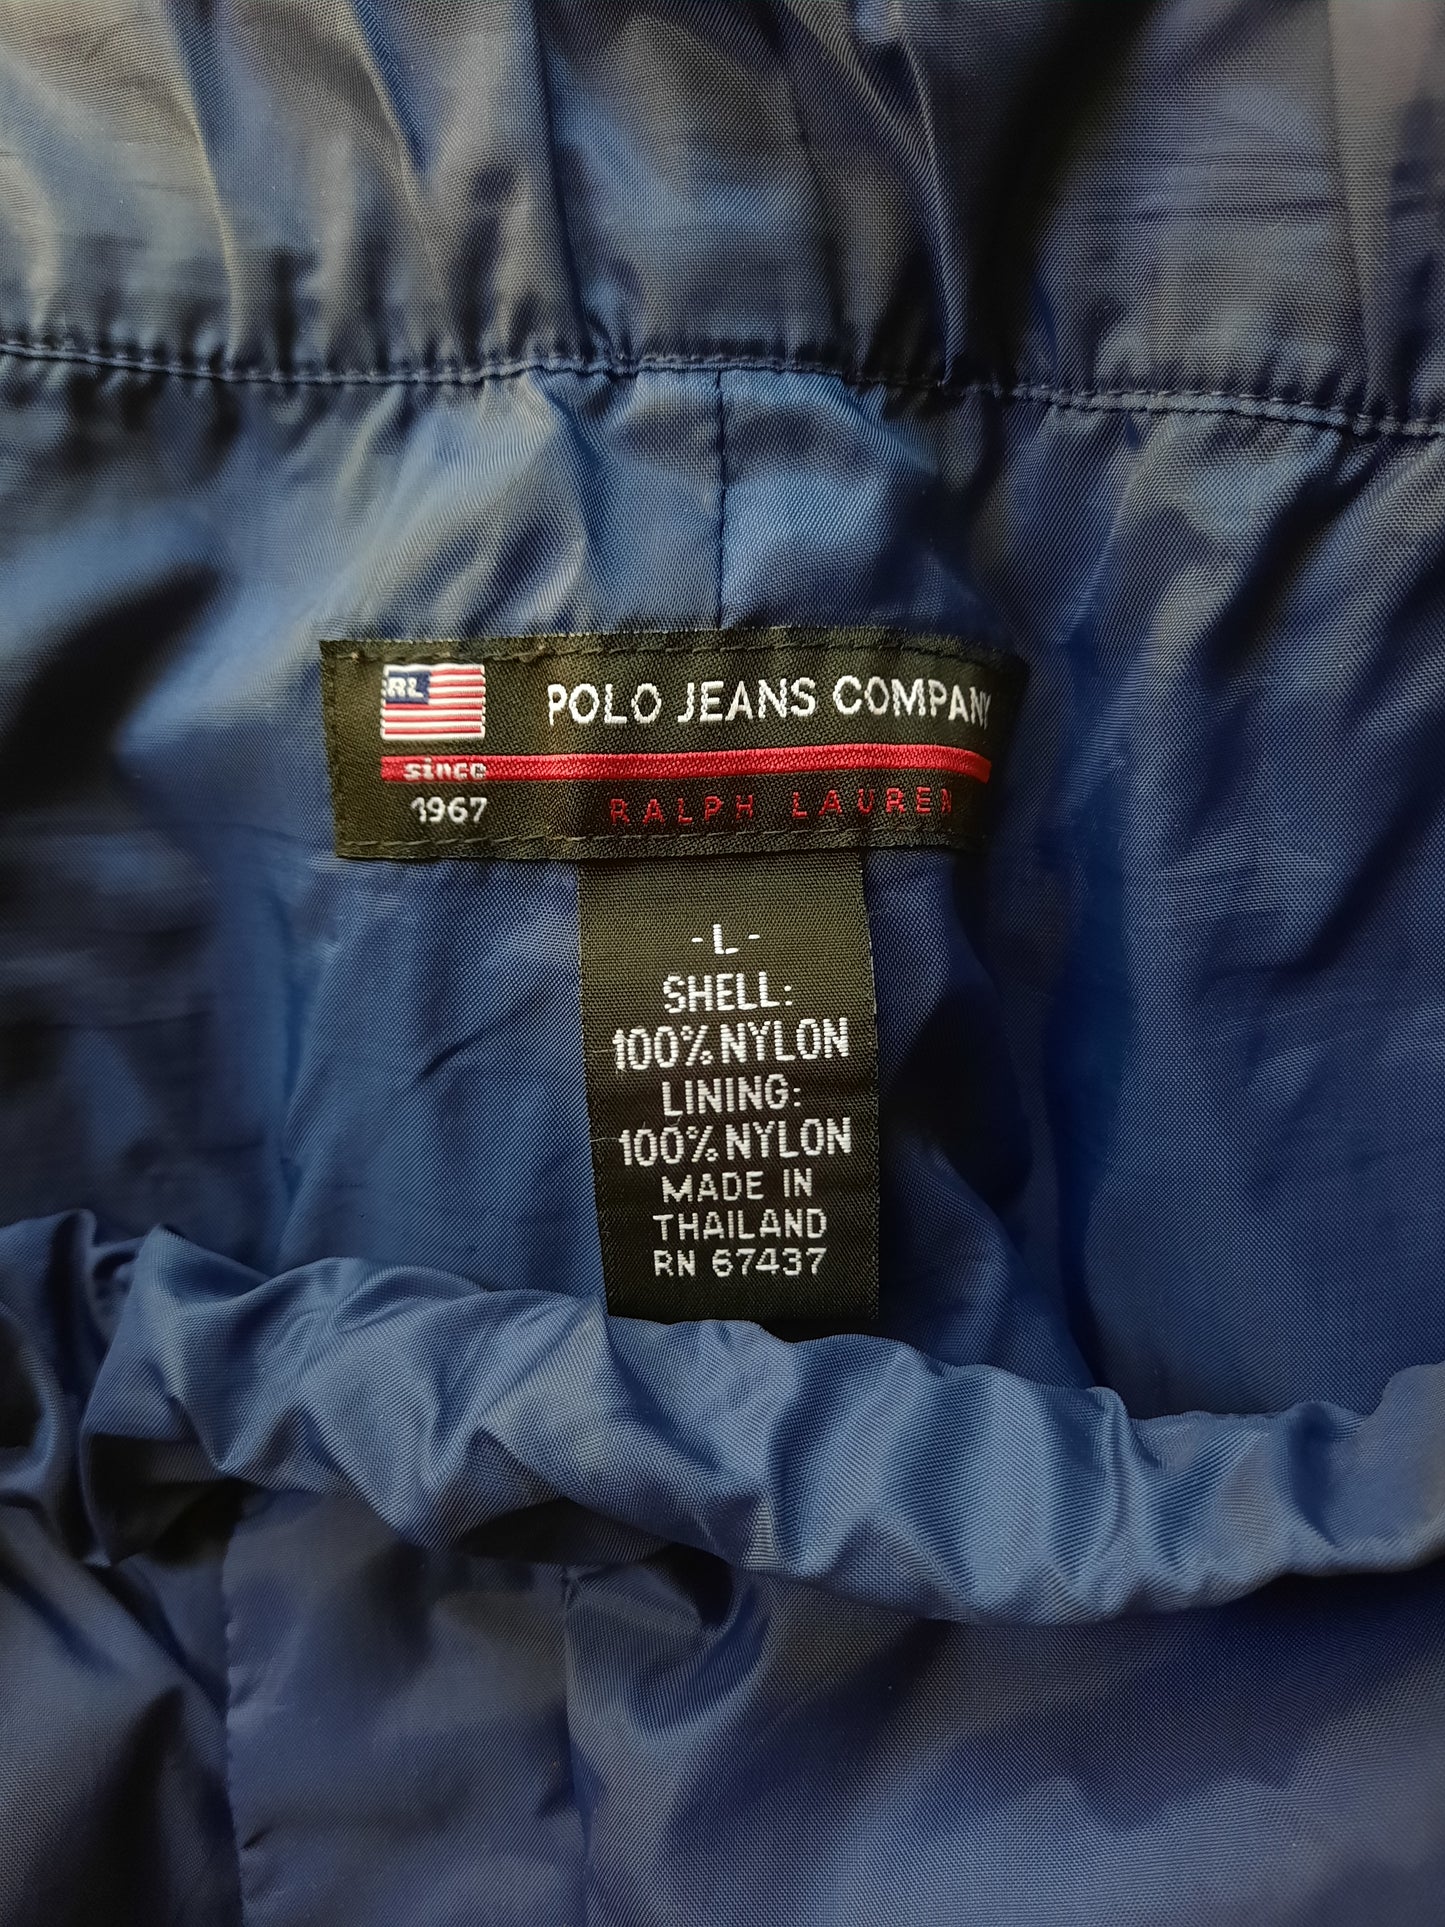 RL POLO JEANS COMPANY
since
1967 RALPH LAUREN
- L -
SHELL:
100% NYLON
LINING:
100% NYLON
MADE IN
THAILAND
RN 67437